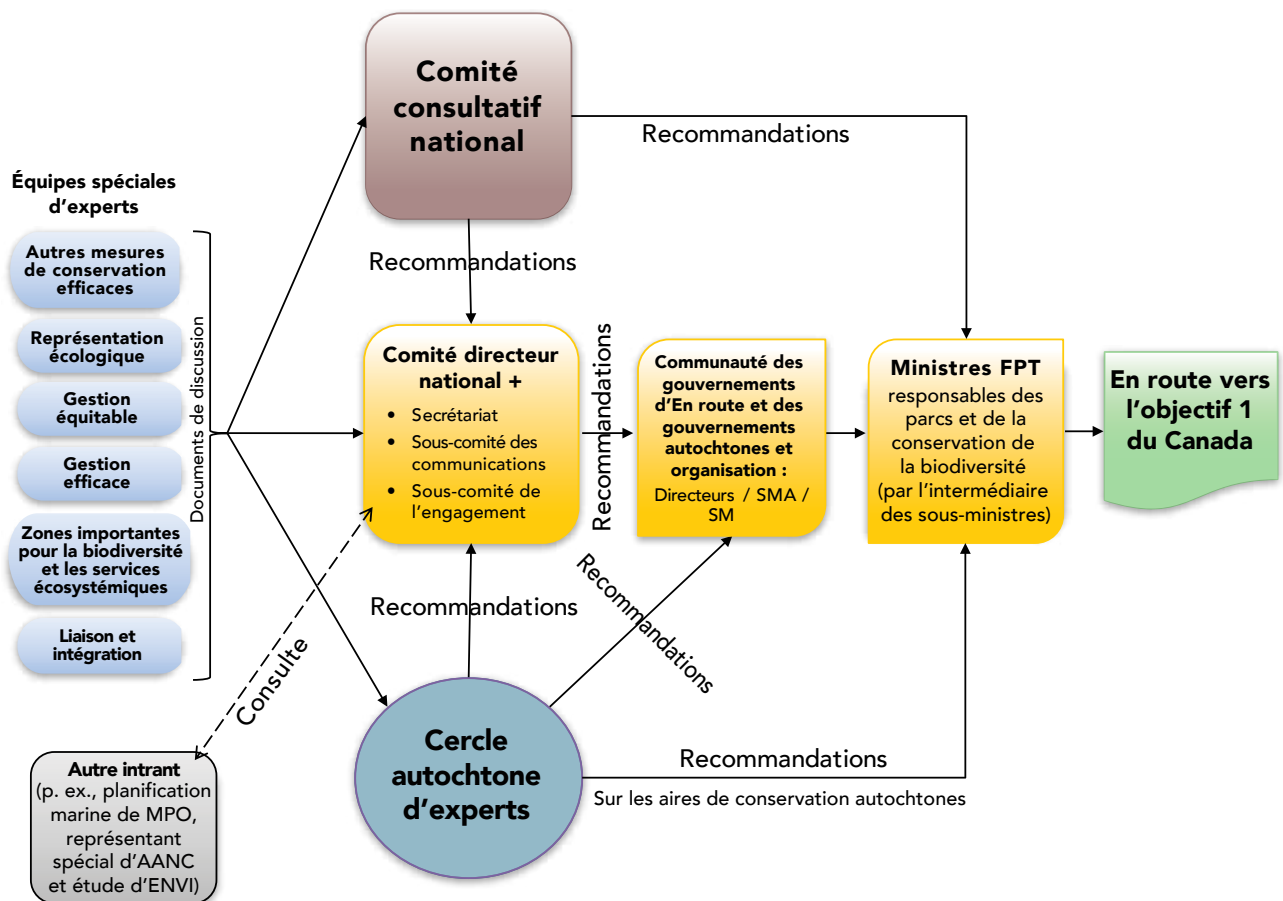 Comité
consultatif
national
Recommandations
Équipes spéciales
d'experts
Autres mesures
de conservation
efficaces
Représentation
écologique
Gestion
équitable
Gestion
efficace
Zones importantes
pour la biodiversité
et les services
écosystémiques
Liaison et
intégration
Documents de discussion
Recommandations
Comité directeur
national +
• Secrétariat
• Sous-comité des
communications
• Sous-comité de
l'engagement
Recommandations
Communauté des
gouvernements
d'En route et des
gouvernements
autochtones et
organisation :
Directeurs / SMA /
SM
Ministres FPT
responsables des
parcs et de la
conservation de
la biodiversité
(par l'intermédiaire
des sous-ministres)
En route vers
l'objectif 1
du Canada
Recommandations
Recommandations
Consulte
Cercle
autochtone
d'experts
Recommandations
Sur les aires de conservation autochtones
Autre intrant
(p. ex., planification
marine de MPO,
représentant
spécial d'AANC
et étude d'ENVI)